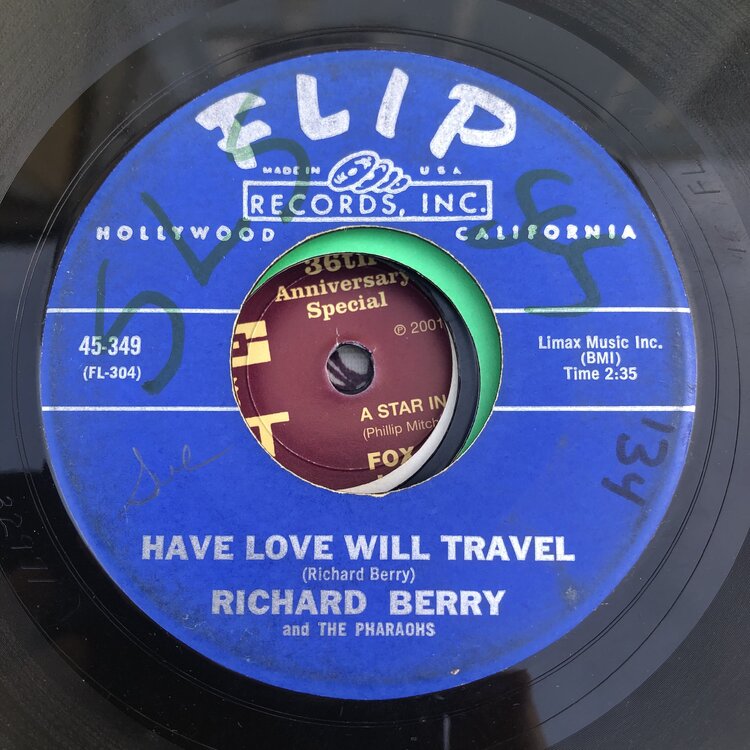 FLIP
MADE IN U S A
RECORDS, INC.
HOLLYWOOD CALIFORNIA
45-349
(FL-304)
Limax Music Inc.
(BMI)
Time 2:35
36th
Anniversary
Special
℗ 2001
A STAR IN
(Phillip Mitch
FOX
134
Sue
HAVE LOVE WILL TRAVEL
(Richard Berry)
RICHARD BERRY
and THE PHARAOHS